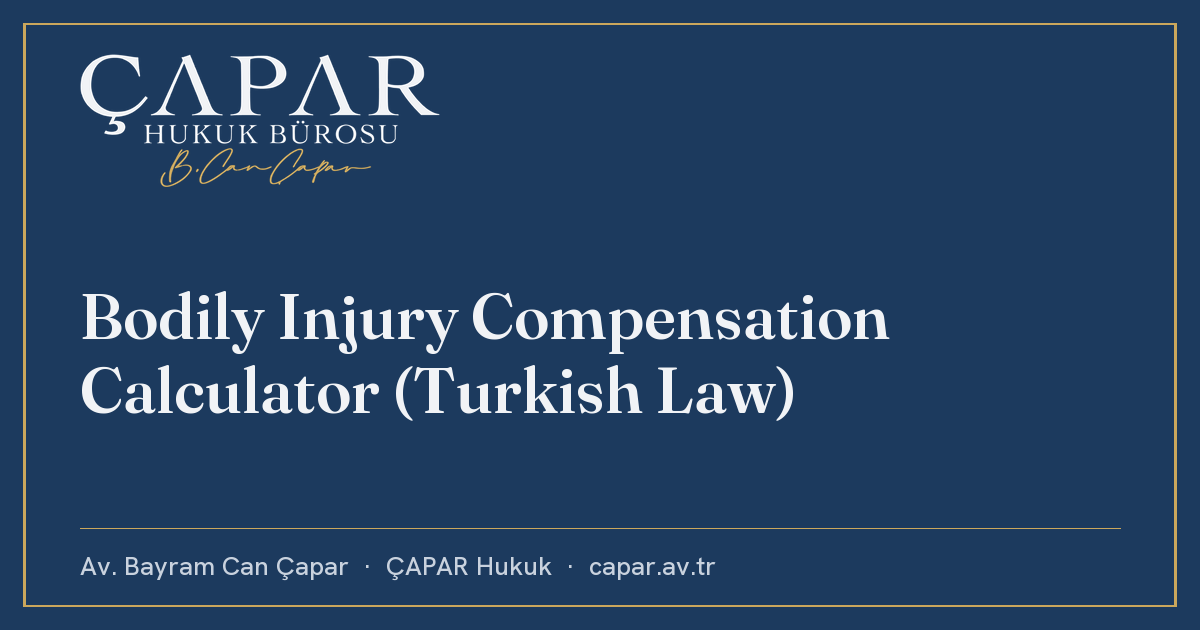 ÇAPAR
HUKUK BÜROSU
B.Can Çapar
Bodily Injury Compensation
Calculator (Turkish Law)
Av. Bayram Can Çapar · ÇAPAR Hukuk · capar.av.tr